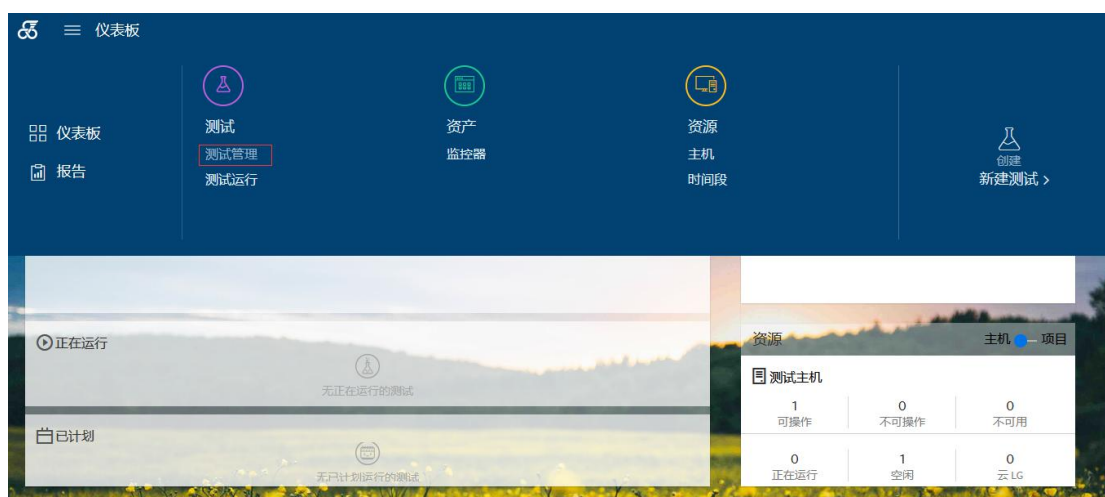 仪表板
仪表板
报告
测试
测试管理
测试运行
资产
监控器
资源
主机
时间段
创建
新建测试 >
正在运行
无正在运行的测试
已计划
无已计划运行的测试
资源
主机 项目
测试主机
1 0 0
可操作 不可操作 不可用
0 1 0
正在运行 空闲 云 LG